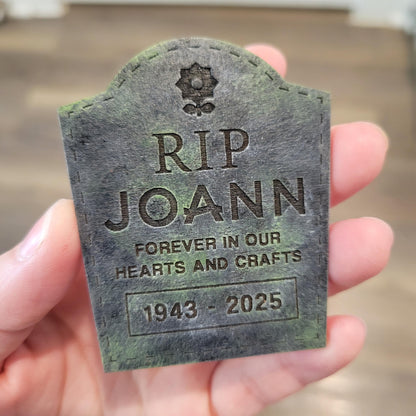 RIP
JOANN
FOREVER IN OUR
HEARTS AND CRAFTS
1943 - 2025